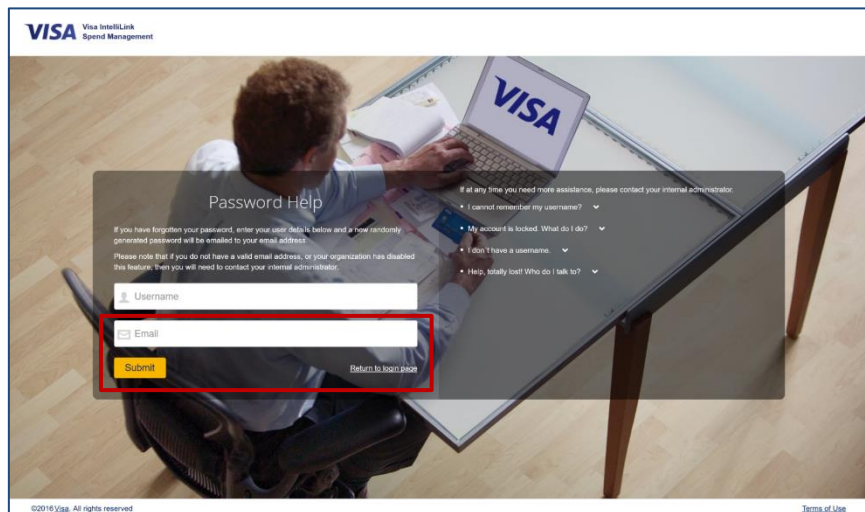 VISA Visa IntelliLink
Spend Management
VISA
Password Help
If you have forgotten your password, enter your user details below and a new randomly
generated password will be emailed to your email address
Please note that if you do not have a valid email address, or your organization has disabled
this feature, then you will need to contact your internal administrator.
Username
Email
Submit
Return to login page
If at any time you need more assistance, please contact your internal administrator.
• I cannot remember my username?
• My account is locked. What do I do?
• I don't have a username.
• Help, totally lost! Who do I talk to?
©2016 Visa. All rights reserved
Terms of Use